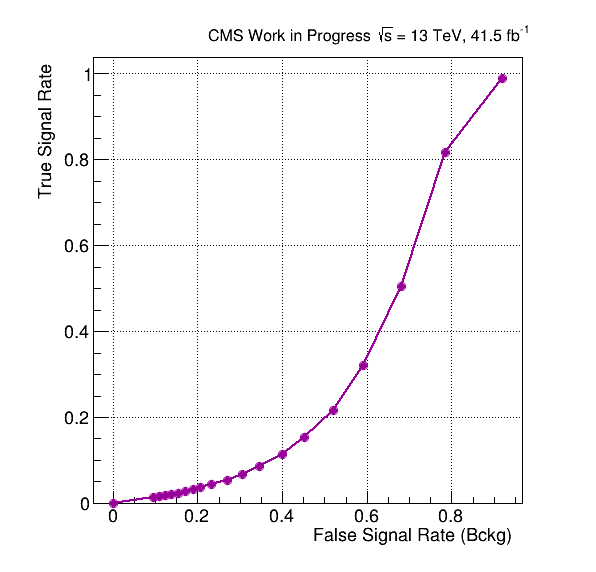 CMS Work in Progress √s = 13 TeV, 41.5 fb⁻¹
True Signal Rate
1
0.8
0.6
0.4
0.2
0
0 0.2 0.4 0.6 0.8
False Signal Rate (Bckg)